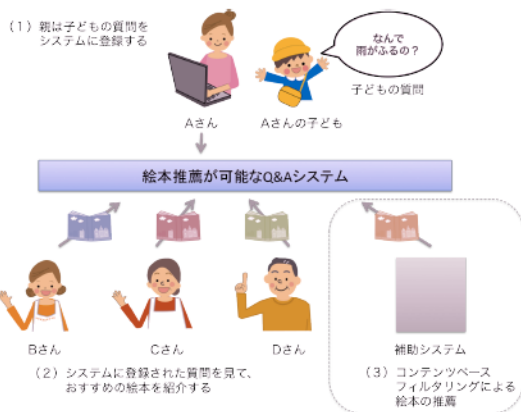 （1）親は子どもの質問を
システムに登録する
なんで
雨がふるの？
子どもの質問
Aさん
Aさんの子ども
絵本推薦が可能なQ&Aシステム
Bさん
Cさん
Dさん
補助システム
（2）システムに登録された質問を見て、
おすすめの絵本を紹介する
（3）コンテンツベース
フィルタリングによる
絵本の推薦